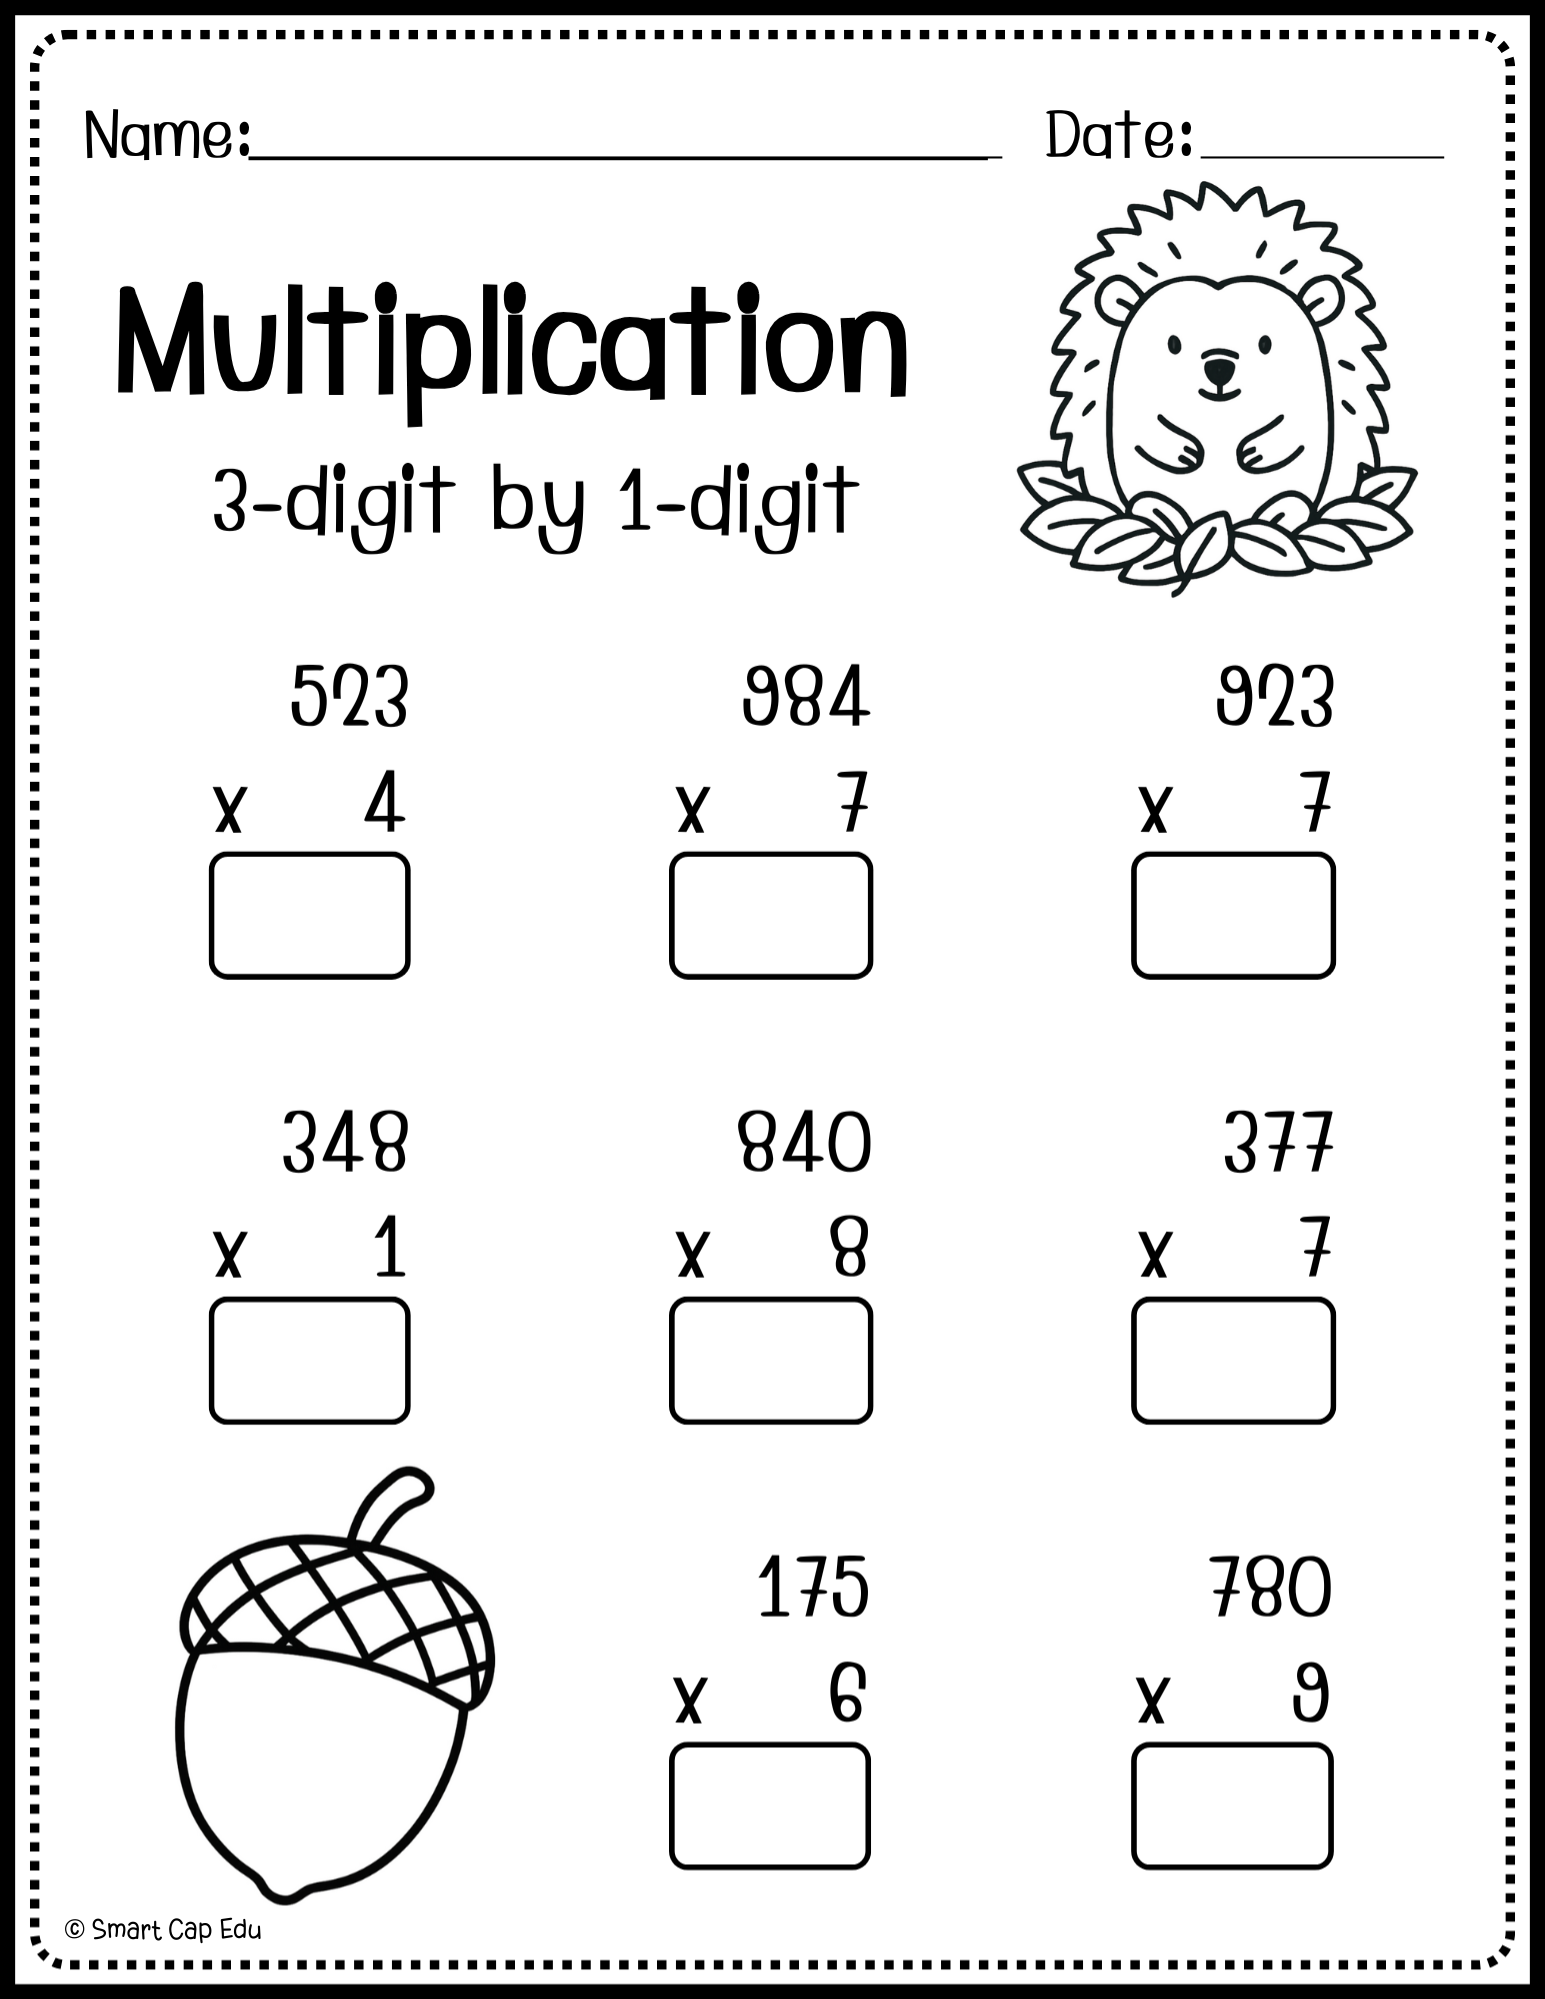 Name: Date:
Multiplication
3-digit by 1-digit
523 984 923
x 4 x 7 x 7
348 840 377
x 1 x 8 x 7
175 780
x 6 x 9
© Smart Cap Edu